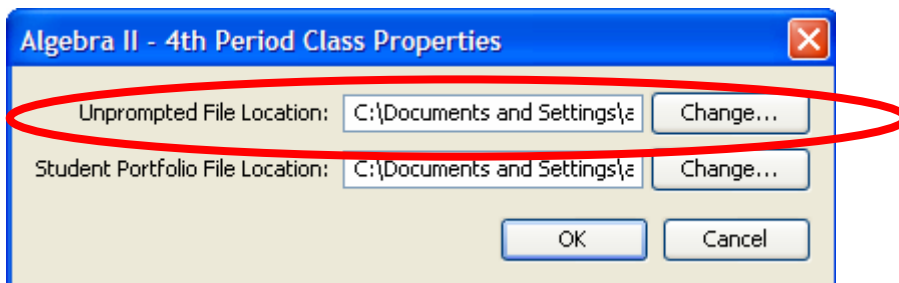 Algebra II - 4th Period Class Properties
Unprompted File Location: C:\Documents and Settings\a Change...
Student Portfolio File Location: C:\Documents and Settings\a Change...
OK Cancel